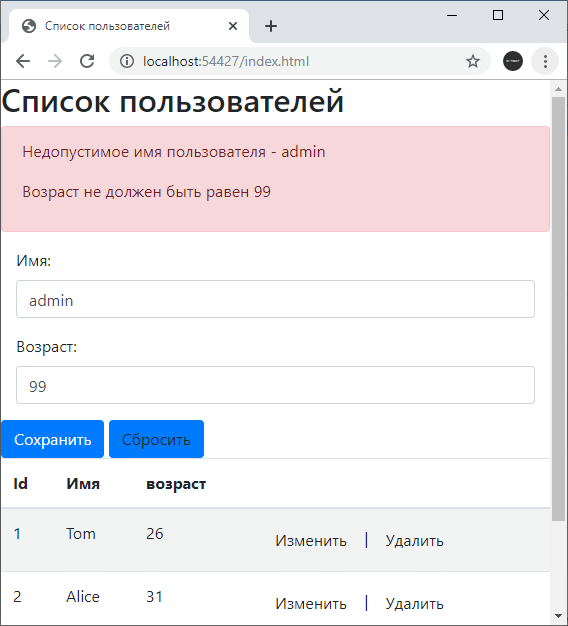 Список пользователей
localhost:54427/index.html
Список пользователей
Недопустимое имя пользователя - admin
Возраст не должен быть равен 99
Имя:
admin
Возраст:
99
Сохранить Сбросить
Id Имя возраст
1 Tom 26 Изменить | Удалить
2 Alice 31 Изменить | Удалить